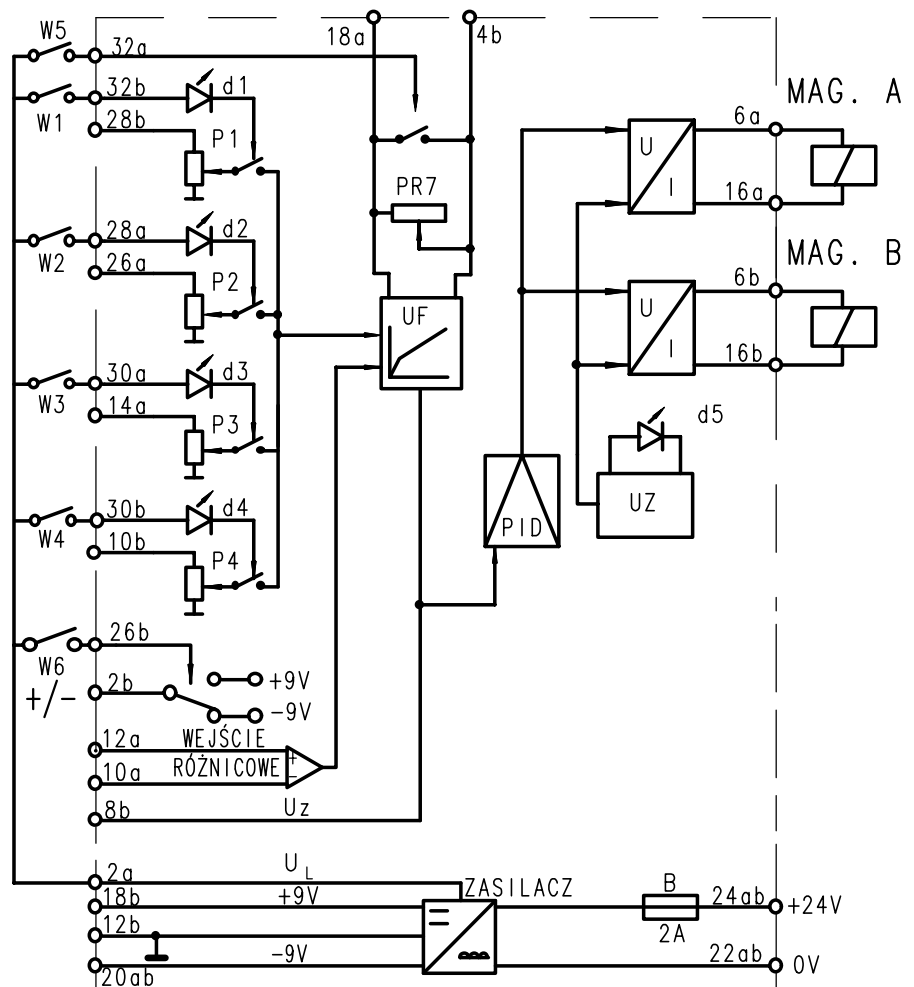 W5
32a
18a
4b
W1
32b
d1
28b
P1
PR7
MAG. A
6a
U
I
16a
W2
28a
d2
26a
P2
MAG. B
6b
U
I
16b
UF
W3
30a
d3
14a
P3
d5
UZ
PID
W4
30b
d4
10b
P4
W6
26b
+/-
2b
+9V
-9V
12a
WEJŚCIE
+
10a
RÓŻNICOWE
-
8b
Uz
2a
UL
ZASILACZ
18b
+9V
B
24ab
+24V
2A
12b
-9V
20ab
22ab
0V